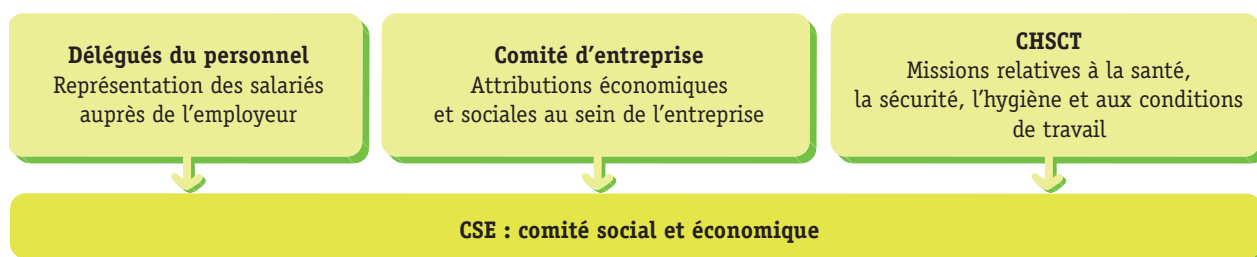 Délégués du personnel
Représentation des salariés
auprès de l’employeur
Comité d’entreprise
Attributions économiques
et sociales au sein de l’entreprise
CHSCT
Missions relatives à la santé,
la sécurité, l’hygiène et aux conditions
de travail
CSE : comité social et économique